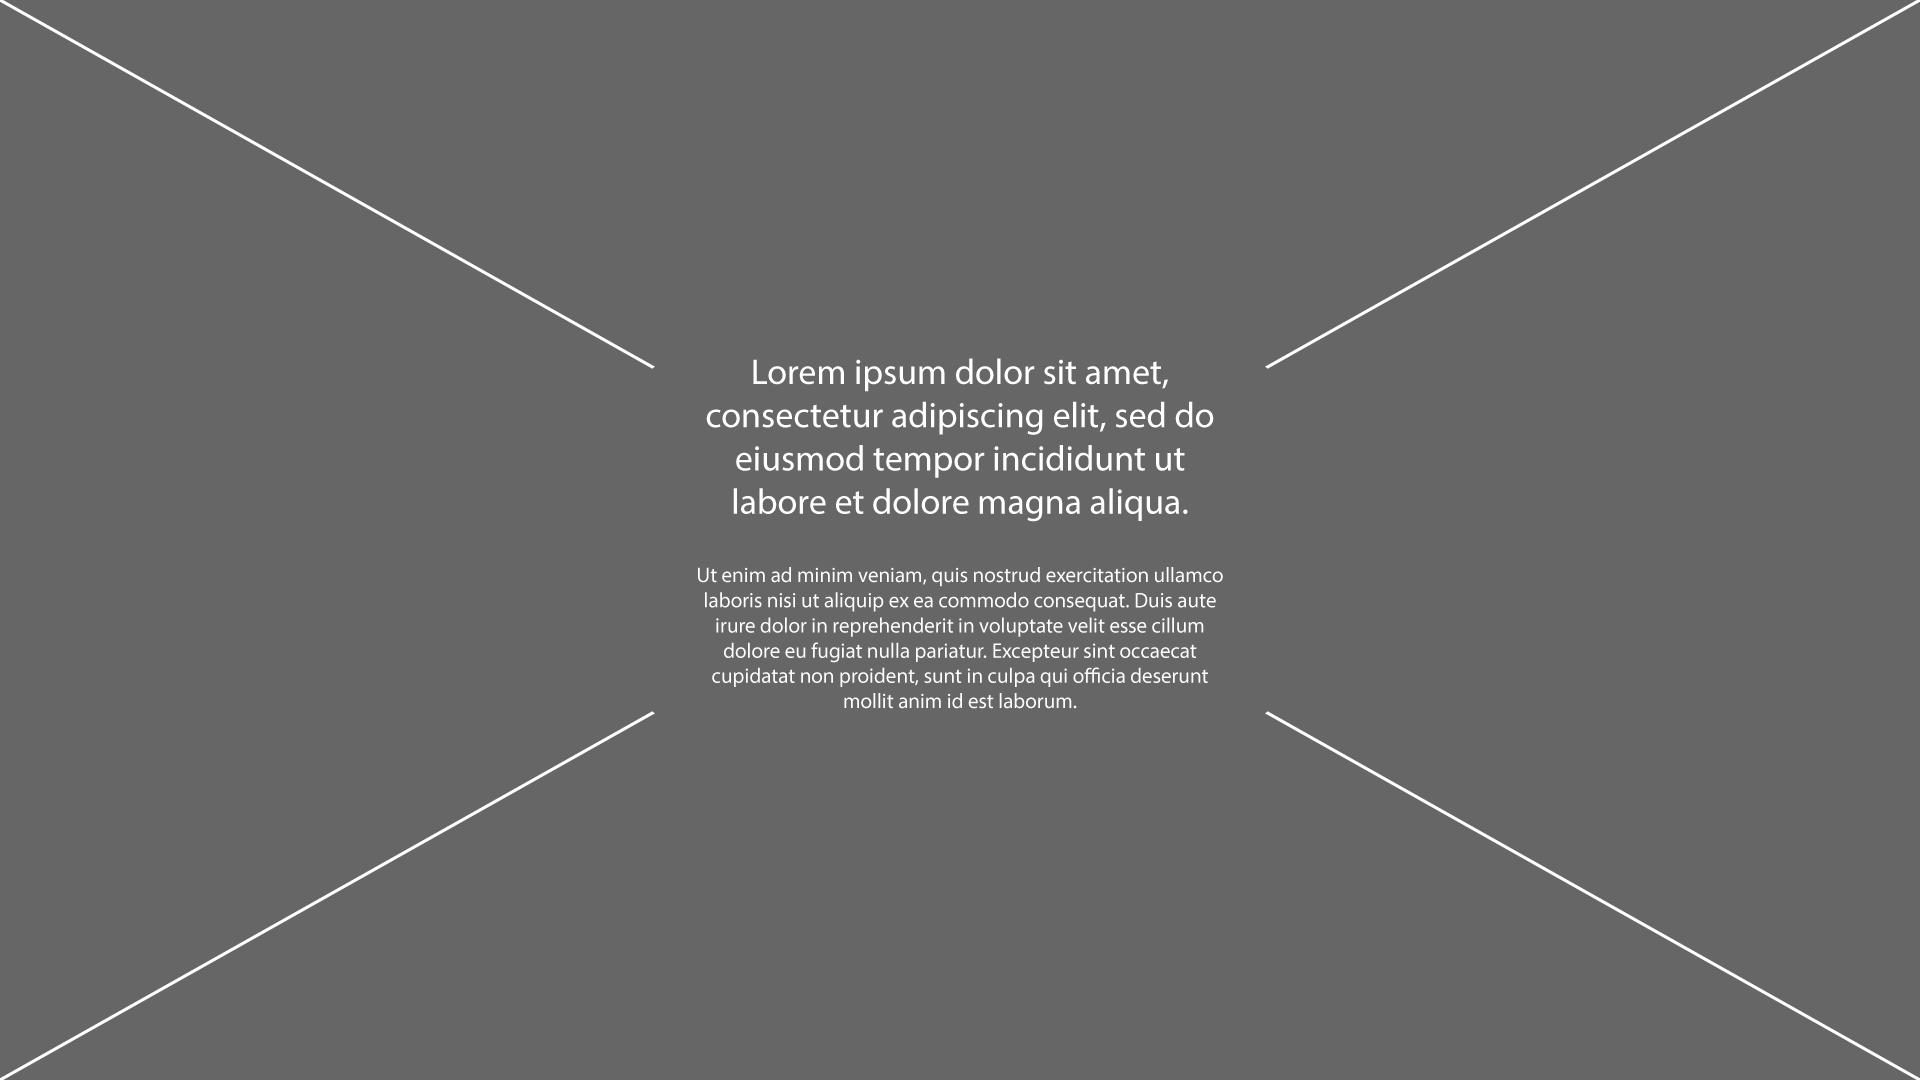 Lorem ipsum dolor sit amet,
consectetur adipiscing elit, sed do
eiusmod tempor incididunt ut
labore et dolore magna aliqua.
Ut enim ad minim veniam, quis nostrud exercitation ullamco
laboris nisi ut aliquip ex ea commodo consequat. Duis aute
irure dolor in reprehenderit in voluptate velit esse cillum
dolore eu fugiat nulla pariatur. Excepteur sint occaecat
cupidatat non proident, sunt in culpa qui officia deserunt
mollit anim id est laborum.